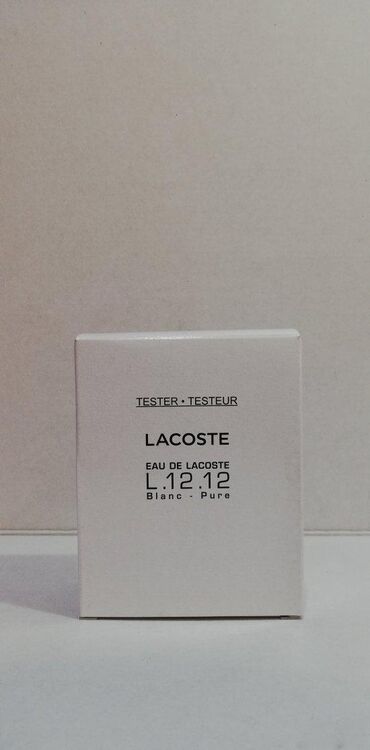 TESTER • TESTEUR
LACOSTE
EAU DE LACOSTE
L.12.12
Blanc - Pure